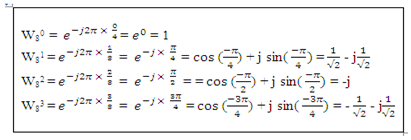 W₈⁰ = e^{-j2π × 0/4} = e⁰ = 1
W₈¹ = e^{-j2π × 1/8} = e^{-j × π/4} = cos (-π/4) + j sin(-π/4) = 1/√2 - j1/√2
W₈² = e^{-j2π × 2/8} = e^{-j × π/2} = = cos (-π/2) + j sin(-π/2) = -j
W₈³ = e^{-j2π × 3/8} = e^{-j × 3π/4} = cos (-3π/4) + j sin(-3π/4) = -1/√2 - j1/√2